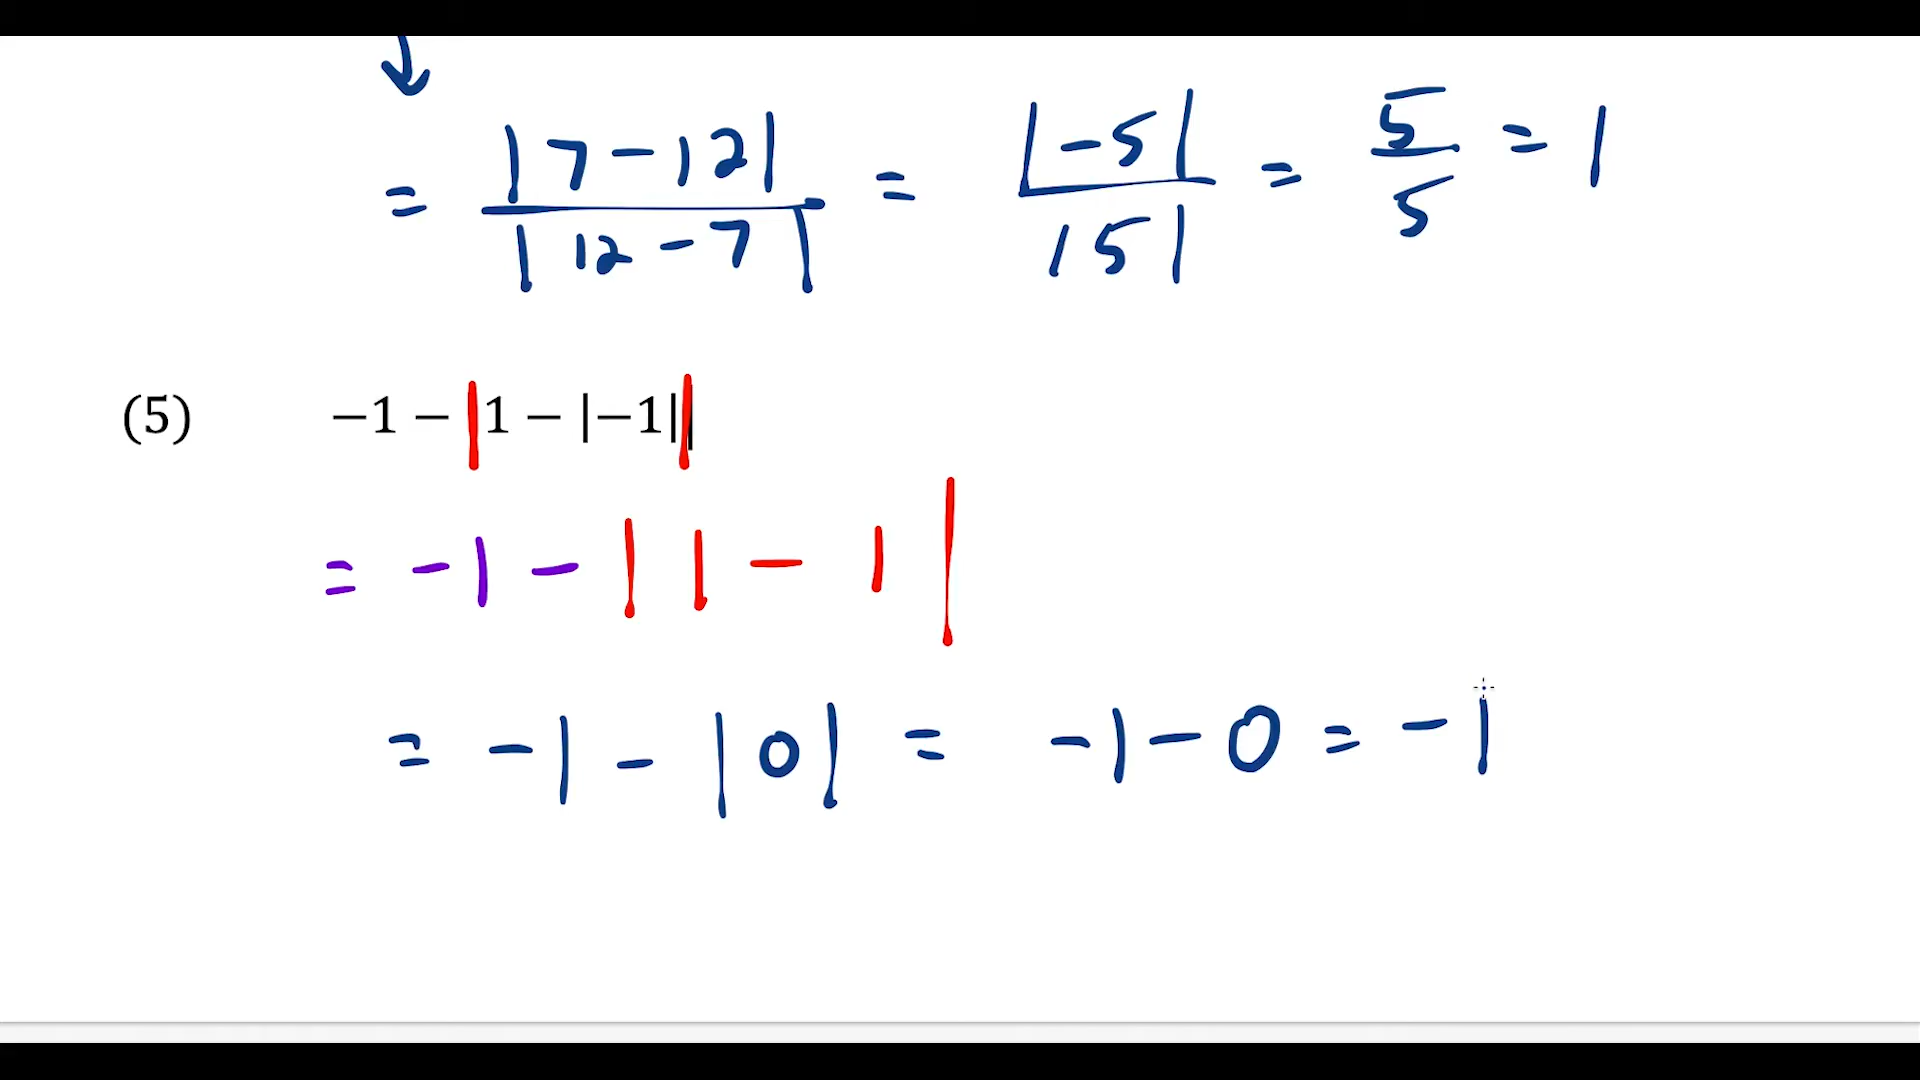 = |7-12| / |12-7| = |-5| / |5| = 5/5 = 1
(5) −1 − |1 − |−1||
= -1 - | 1 - 1 |
= -1 - |0| = -1 - 0 = -1